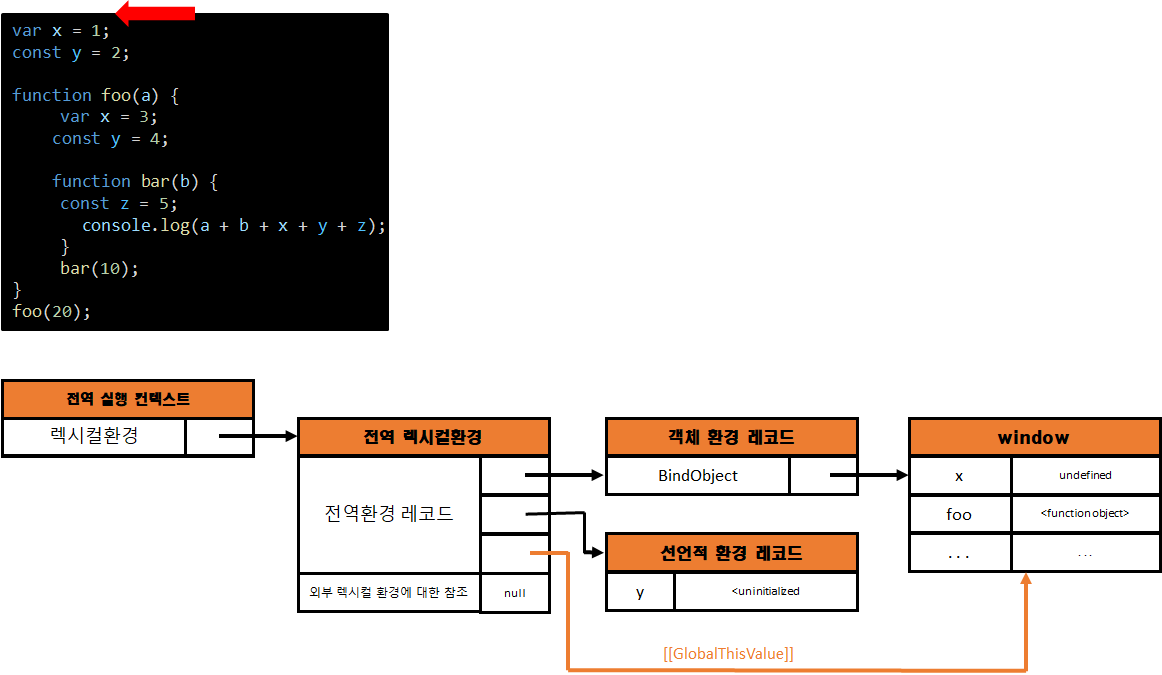 var x = 1;
const y = 2;
function foo(a) {
var x = 3;
const y = 4;
function bar(b) {
const z = 5;
console.log(a + b + x + y + z);
}
bar(10);
}
foo(20);
전역 실행 컨텍스트
렉시컬환경
전역 렉시컬환경
전역환경 레코드
외부 렉시컬 환경에 대한 참조
null
객체 환경 레코드
BindObject
선언적 환경 레코드
y
<uninitialized
window
x
undefined
foo
<function object>
...
...
[[GlobalThisValue]]